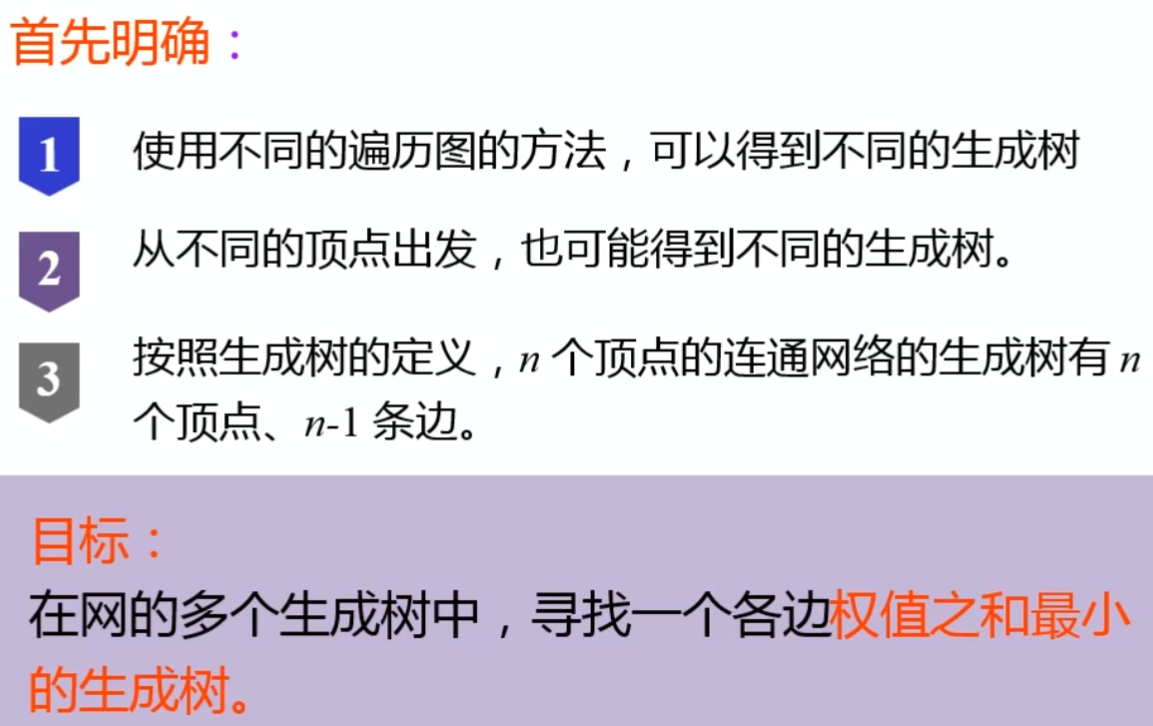 首先明确：
1 使用不同的遍历图的方法，可以得到不同的生成树
2 从不同的顶点出发，也可能得到不同的生成树。
3 按照生成树的定义，n 个顶点的连通网络的生成树有 n
个顶点、n-1 条边。
目标：
在网的多个生成树中，寻找一个各边权值之和最小
的生成树。